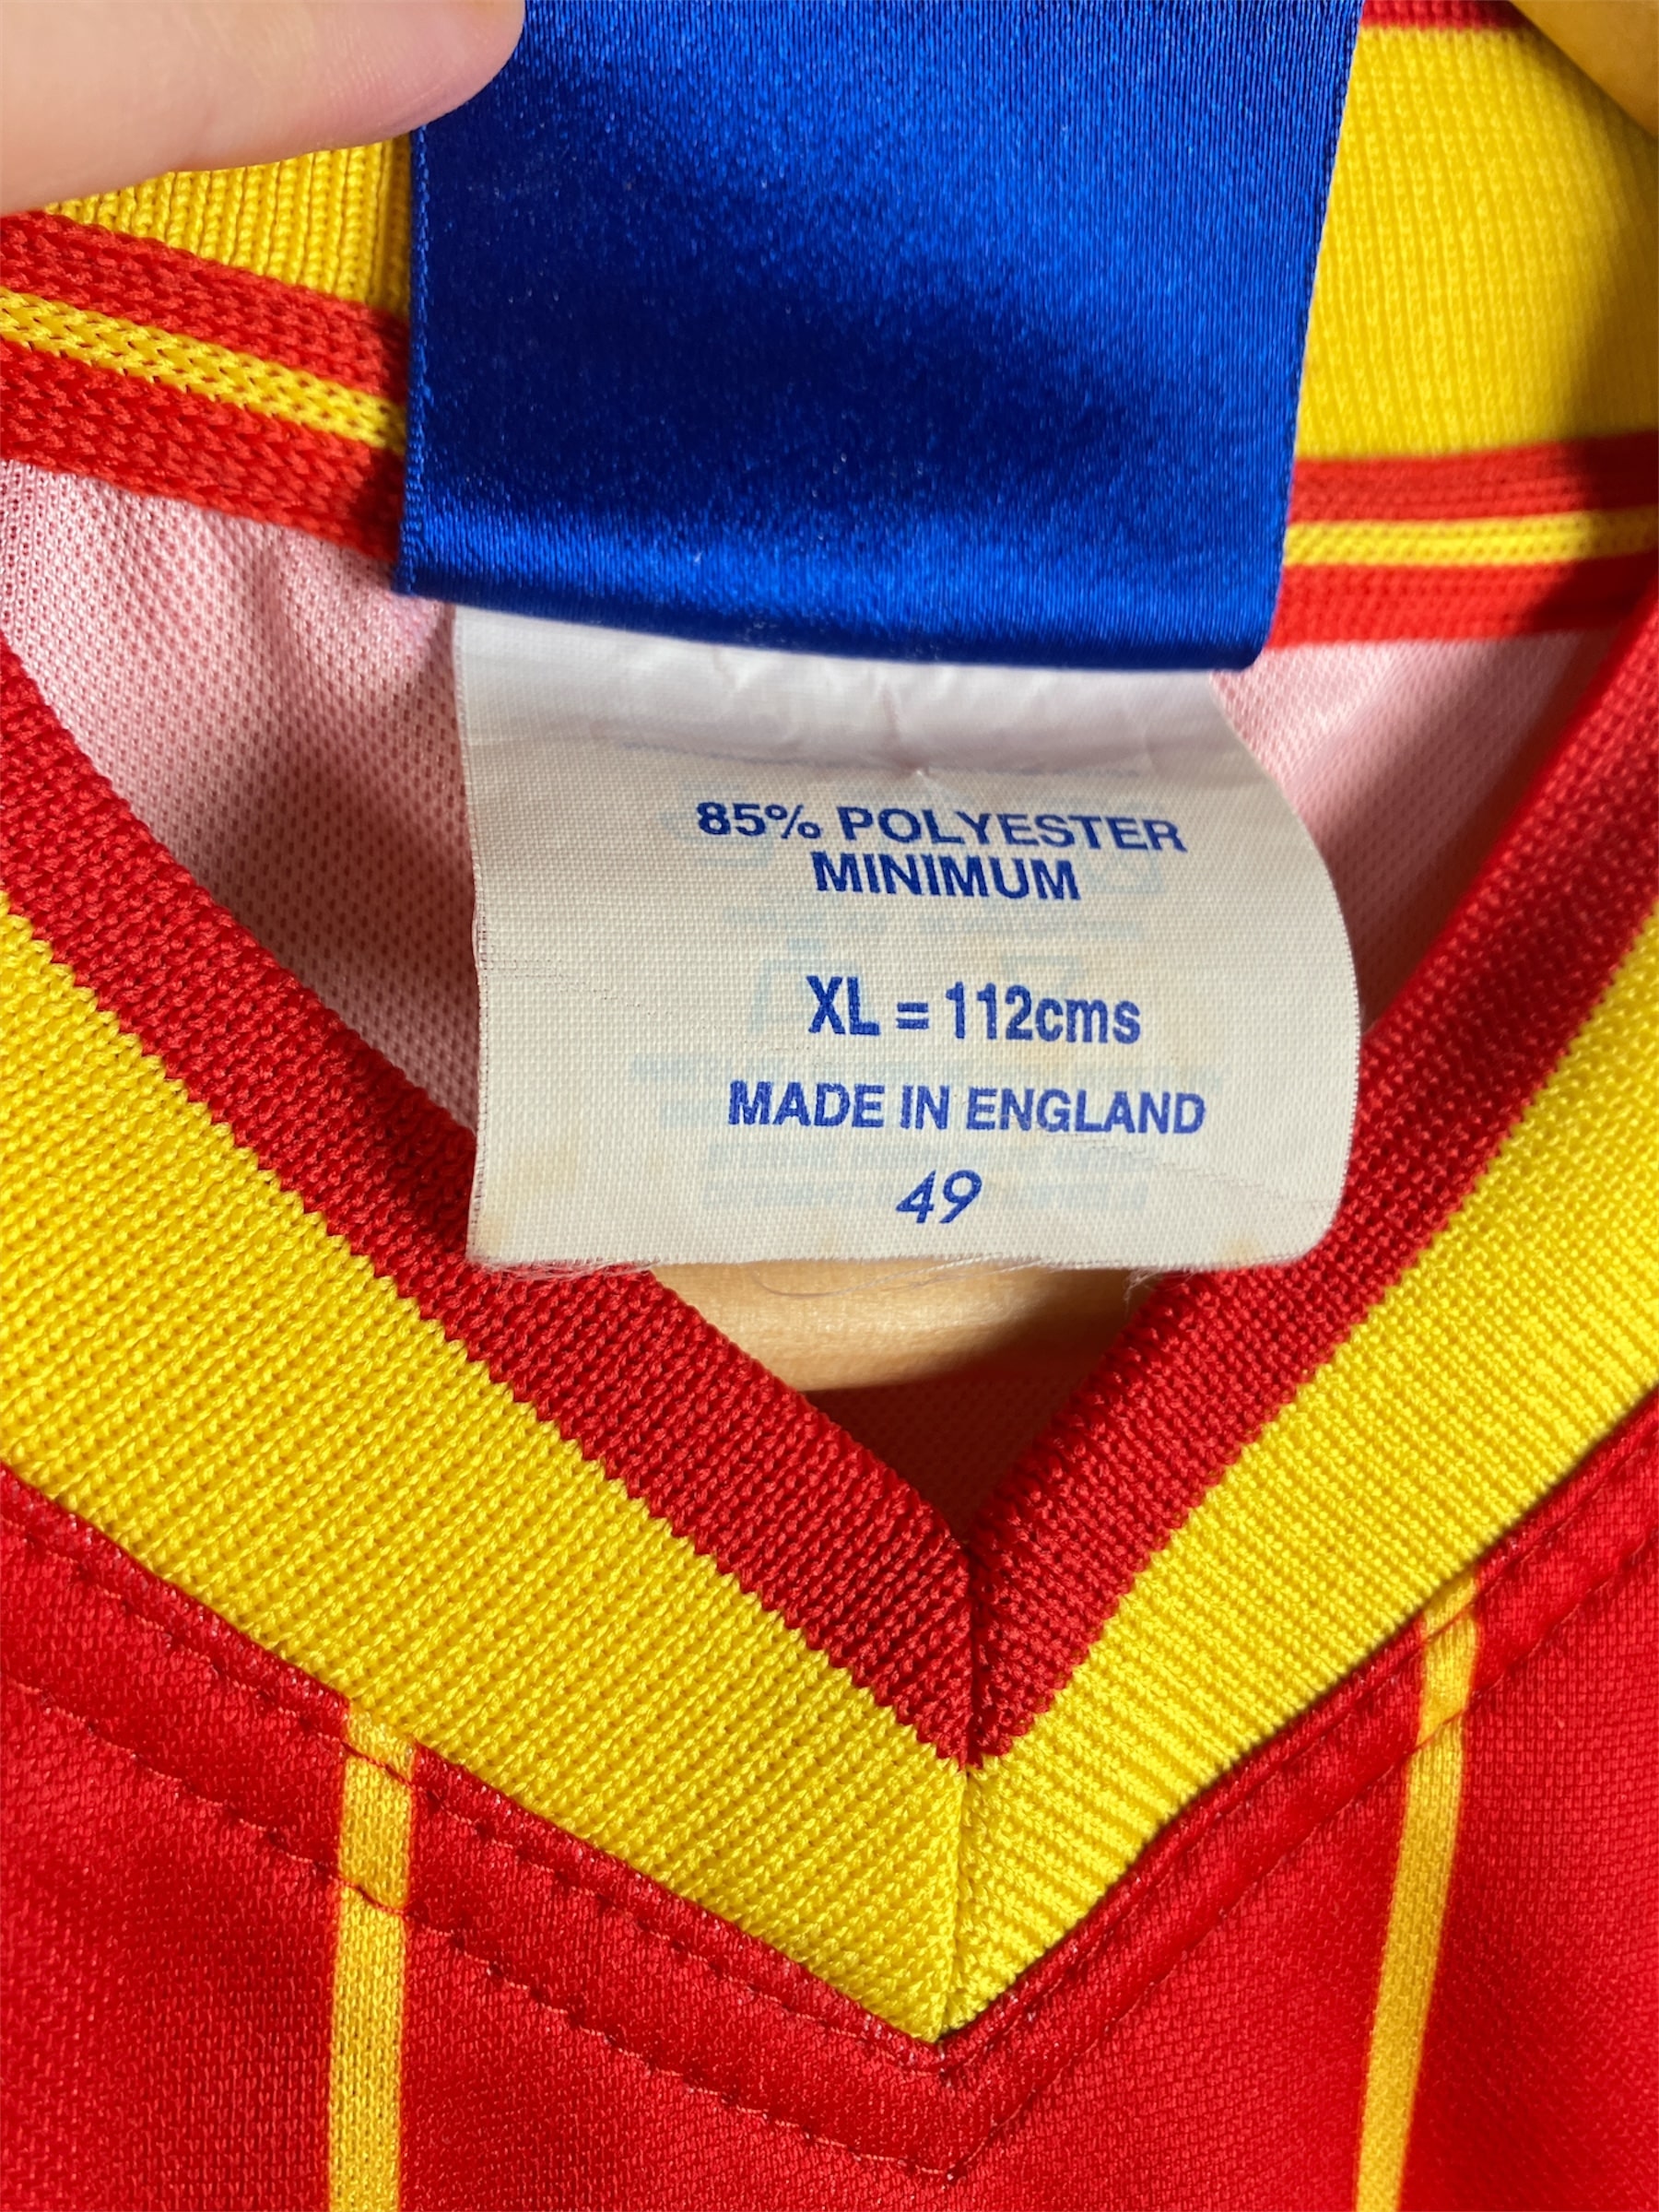 85% POLYESTER
MINIMUM
XL = 112cms
MADE IN ENGLAND
49